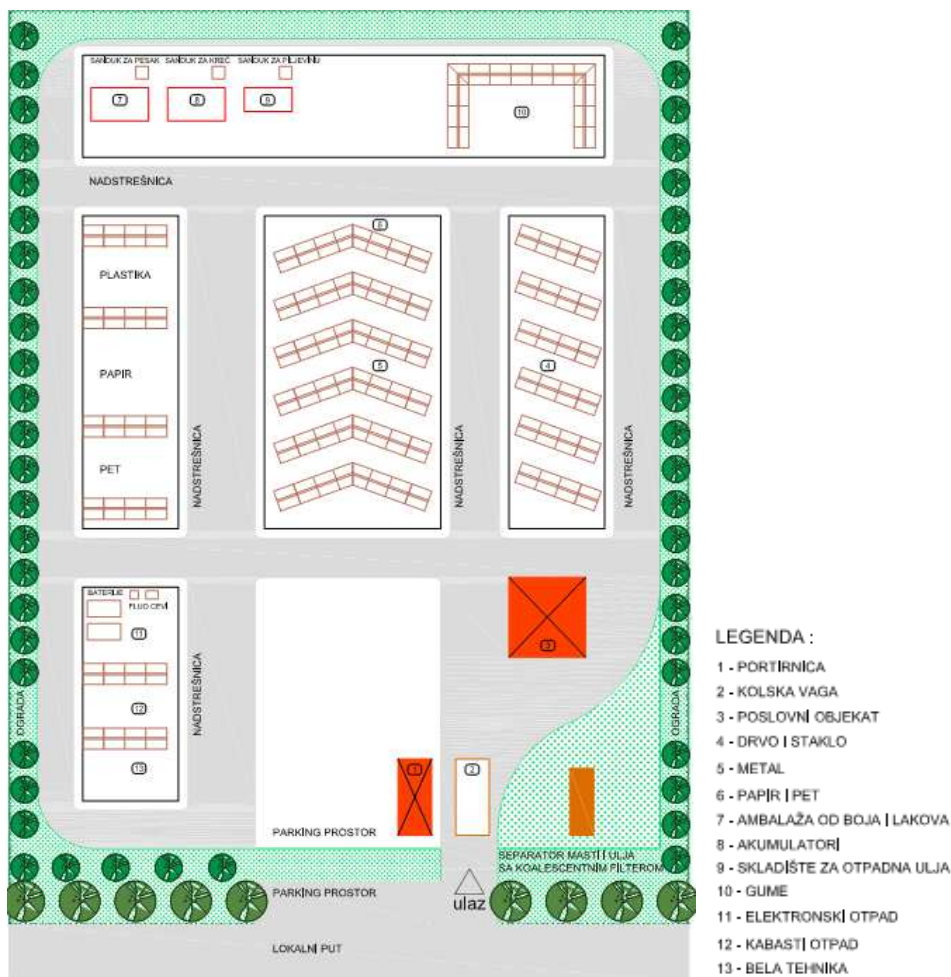 SANDUK ZA PESAK SANDUK ZA KREČ SANDUK ZA PILJEVINU
7
8
9
10
NADSTREŠNICA
PLASTIKA
PAPIR
PET
NADSTREŠNICA
6
5
NADSTREŠNICA
4
NADSTREŠNICA
BATERIJE
FLUO CEVI
11
12
13
NADSTREŠNICA
3
1
2
OGRADA
OGRADA
PARKING PROSTOR
SEPARATOR MASTI I ULJA
SA KOALESCENTNIM FILTEROM
PARKING PROSTOR
ulaz
LOKALNI PUT
LEGENDA :
1 - PORTIRNICA
2 - KOLSKA VAGA
3 - POSLOVNI OBJEKAT
4 - DRVO I STAKLO
5 - METAL
6 - PAPIR I PET
7 - AMBALAŽA OD BOJA I LAKOVA
8 - AKUMULATORI
9 - SKLADIŠTE ZA OTPADNA ULJA
10 - GUME
11 - ELEKTRONSKI OTPAD
12 - KABASTI OTPAD
13 - BELA TEHNIKA